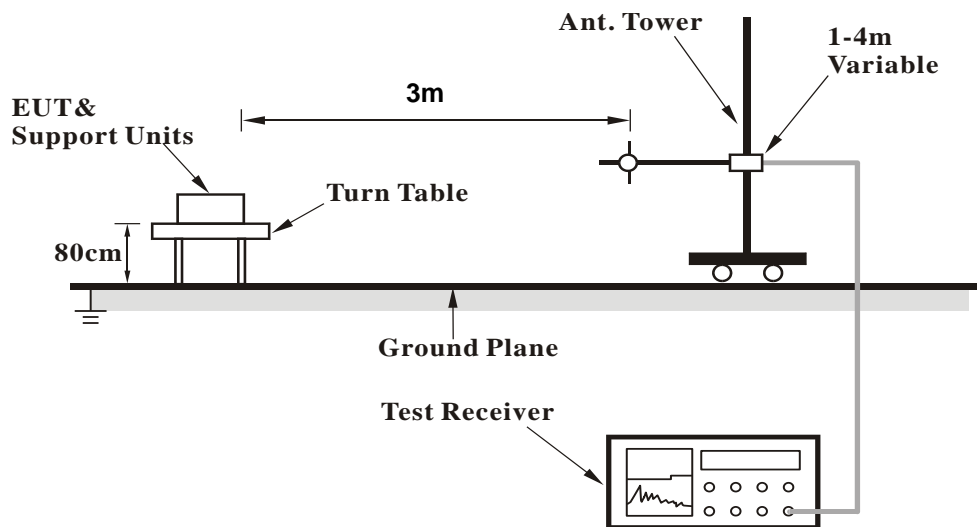 Ant. Tower
1-4m
Variable
3m
EUT&
Support Units
Turn Table
80cm
Ground Plane
Test Receiver